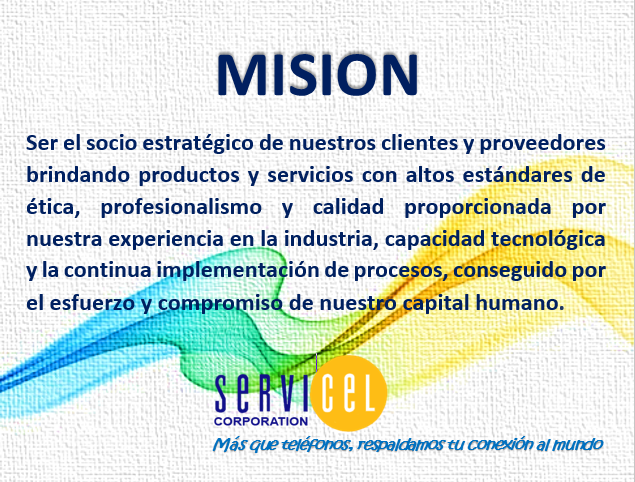 MISION
Ser el socio estratégico de nuestros clientes y proveedores
brindando productos y servicios con altos estándares de
ética, profesionalismo y calidad proporcionada por
nuestra experiencia en la industria, capacidad tecnológica
y la continua implementación de procesos, conseguido por
el esfuerzo y compromiso de nuestro capital humano.
SERVICEL
CORPORATION
Más que teléfonos, respaldamos tu conexión al mundo